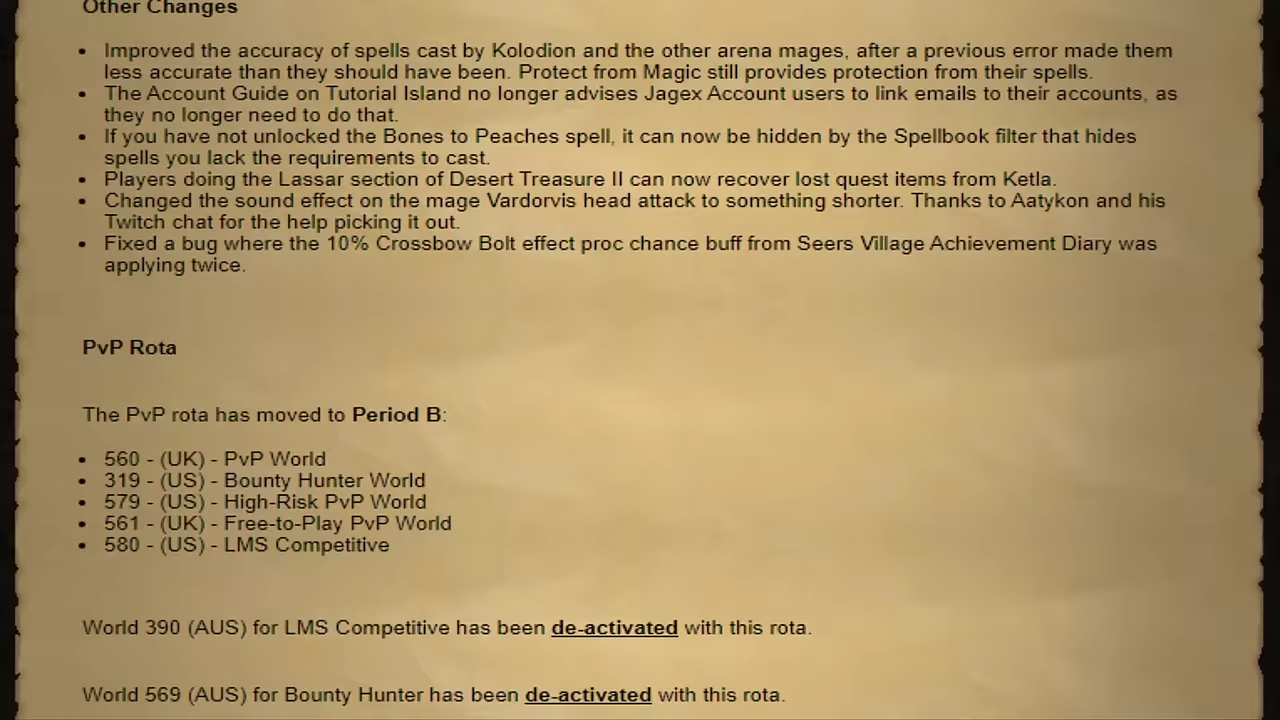 Other Changes
• Improved the accuracy of spells cast by Kolodion and the other arena mages, after a previous error made them
less accurate than they should have been. Protect from Magic still provides protection from their spells.
• The Account Guide on Tutorial Island no longer advises Jagex Account users to link emails to their accounts, as
they no longer need to do that.
• If you have not unlocked the Bones to Peaches spell, it can now be hidden by the Spellbook filter that hides
spells you lack the requirements to cast.
• Players doing the Lassar section of Desert Treasure II can now recover lost quest items from Ketla.
• Changed the sound effect on the mage Vardorvis head attack to something shorter. Thanks to Aatykon and his
Twitch chat for the help picking it out.
• Fixed a bug where the 10% Crossbow Bolt effect proc chance buff from Seers Village Achievement Diary was
applying twice.
PvP Rota
The PvP rota has moved to Period B:
• 560 - (UK) - PvP World
• 319 - (US) - Bounty Hunter World
• 579 - (US) - High-Risk PvP World
• 561 - (UK) - Free-to-Play PvP World
• 580 - (US) - LMS Competitive
World 390 (AUS) for LMS Competitive has been de-activated with this rota.
World 569 (AUS) for Bounty Hunter has been de-activated with this rota.